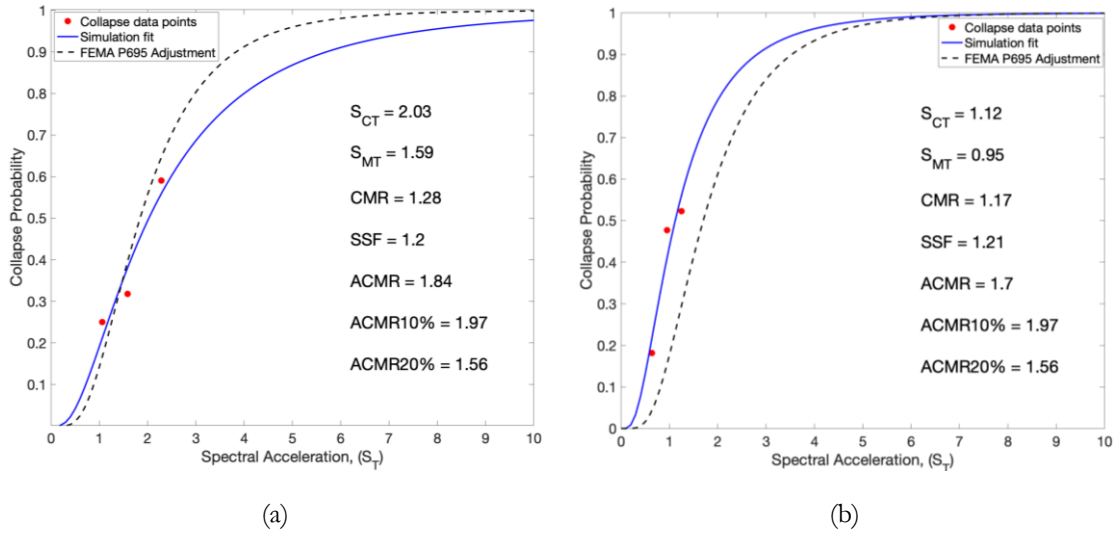 Collapse data points
Simulation fit
FEMA P695 Adjustment
S_CT = 2.03
S_MT = 1.59
CMR = 1.28
SSF = 1.2
ACMR = 1.84
ACMR10% = 1.97
ACMR20% = 1.56
Collapse Probability
1
0.9
0.8
0.7
0.6
0.5
0.4
0.3
0.2
0.1
0 1 2 3 4 5 6 7 8 9 10
Spectral Acceleration, (S_T)
(a)
Collapse data points
Simulation fit
FEMA P695 Adjustment
S_CT = 1.12
S_MT = 0.95
CMR = 1.17
SSF = 1.21
ACMR = 1.7
ACMR10% = 1.97
ACMR20% = 1.56
Collapse Probability
1
0.9
0.8
0.7
0.6
0.5
0.4
0.3
0.2
0.1
0
0 1 2 3 4 5 6 7 8 9 10
Spectral Acceleration, (S_T)
(b)